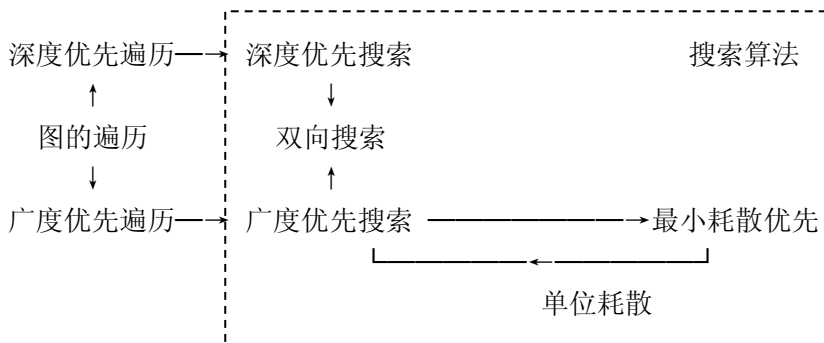 深度优先遍历 → 深度优先搜索 搜索算法
↑ ↓
图的遍历 双向搜索
↓ ↑
广度优先遍历 → 广度优先搜索 → 最小耗散优先
←
单位耗散